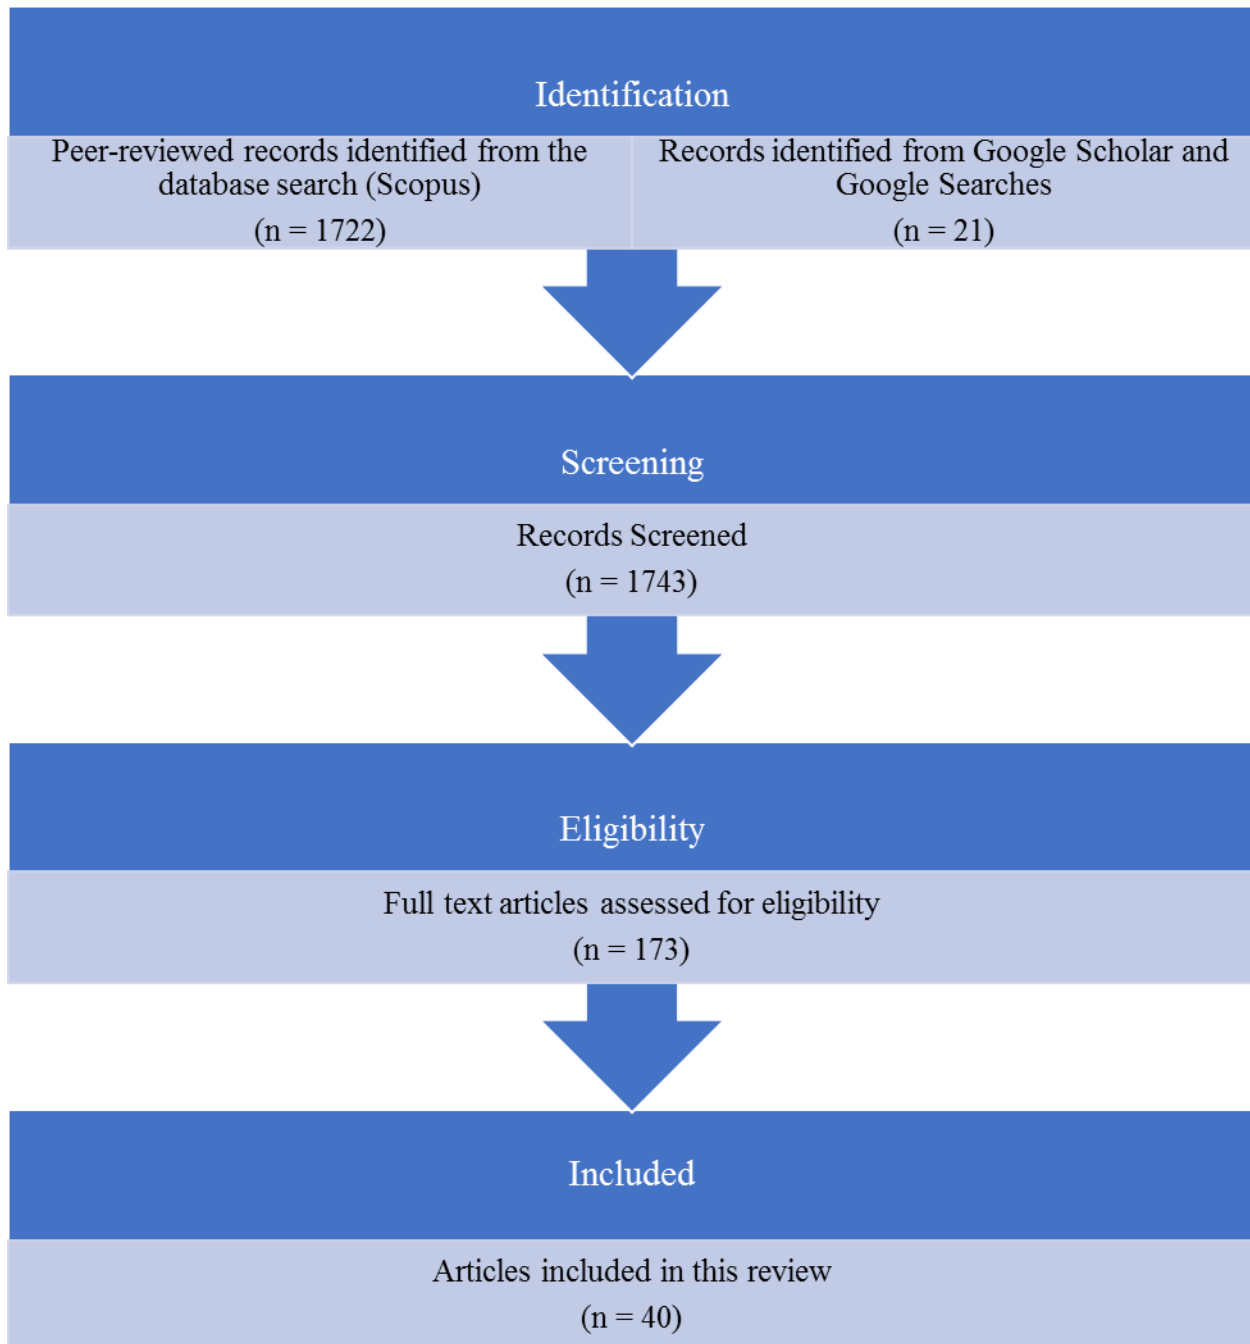 Identification
Peer-reviewed records identified from the
database search (Scopus)
(n = 1722)
Records identified from Google Scholar and
Google Searches
(n = 21)
Screening
Records Screened
(n = 1743)
Eligibility
Full text articles assessed for eligibility
(n = 173)
Included
Articles included in this review
(n = 40)